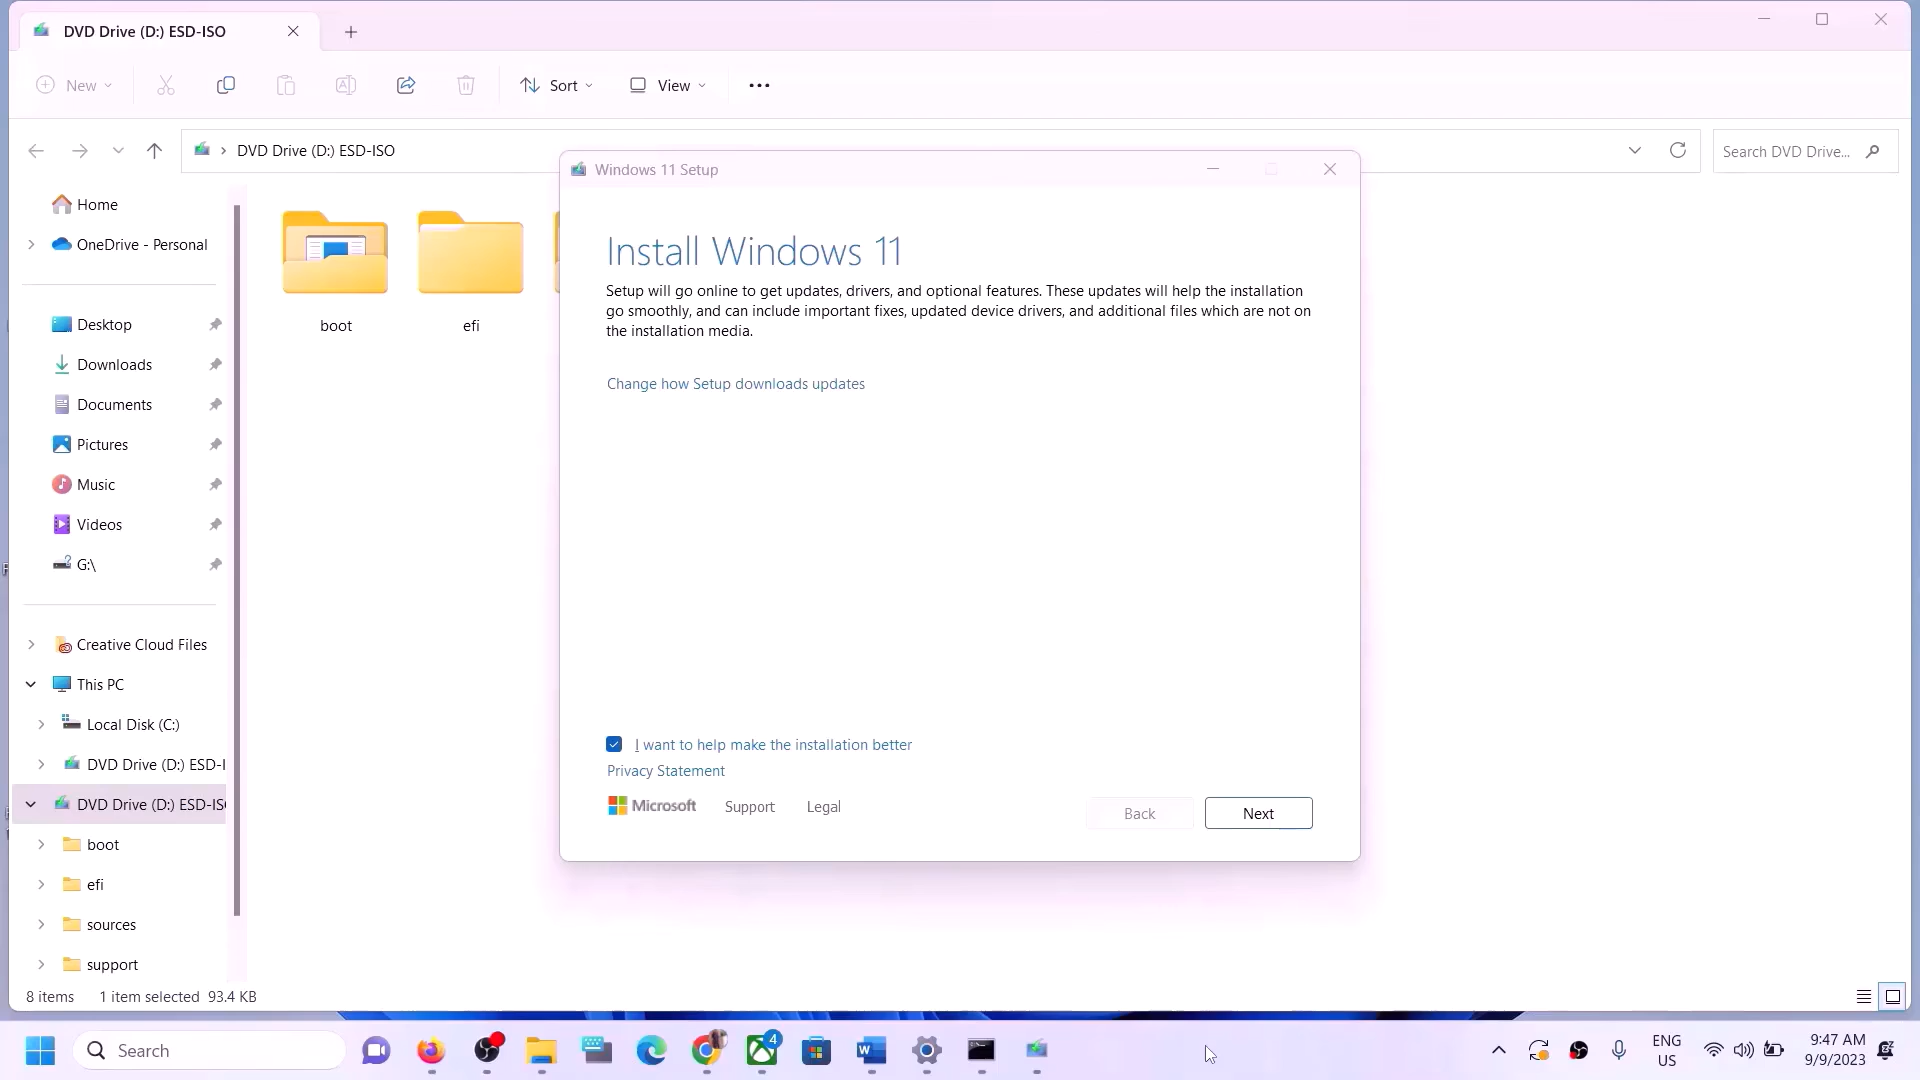 DVD Drive (D:) ESD-ISO
New
Sort
View
DVD Drive (D:) ESD-ISO
Search DVD Drive...
Home
OneDrive - Personal
Desktop
Downloads
Documents
Pictures
Music
Videos
G:\
Creative Cloud Files
This PC
Local Disk (C:)
DVD Drive (D:) ESD-I
DVD Drive (D:) ESD-IS
boot
efi
sources
support
boot
efi
Windows 11 Setup
Install Windows 11
Setup will go online to get updates, drivers, and optional features. These updates will help the installation
go smoothly, and can include important fixes, updated device drivers, and additional files which are not on
the installation media.
Change how Setup downloads updates
I want to help make the installation better
Privacy Statement
Microsoft Support Legal
Back Next
8 items 1 item selected 93.4 KB
Search
4
ENG
US
9:47 AM
9/9/2023